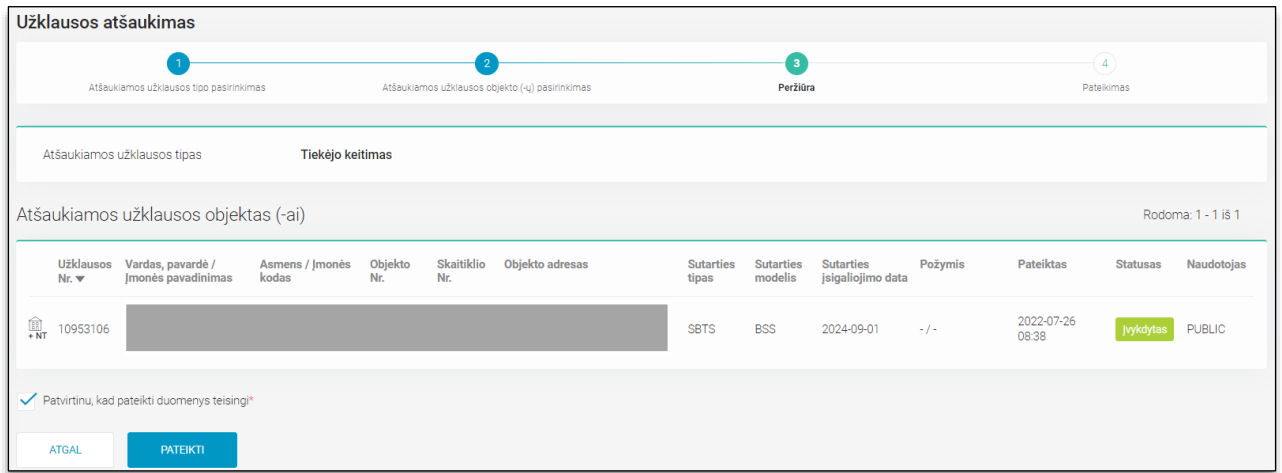 Užklausos atšaukimas
1 2 3 4
Atšaukiamos užklausos tipo pasirinkimas Atšaukiamos užklausos objekto (-ų) pasirinkimas Peržiūra Pateikimas
Atšaukiamos užklausos tipas Tiekėjo keitimas
Atšaukiamos užklausos objektas (-ai) Rodoma: 1 - 1 iš 1
Užklausos Vardas, pavardė / Asmens / Įmonės Objekto Skaitiklio Objekto adresas Sutarties Sutarties Sutarties Požymis Pateiktas Statusas Naudotojas
Nr. ▼ Įmonės pavadinimas kodas Nr. Nr. tipas modelis įsigaliojimo data
+ NT 10953106 SBTS BSS 2024-09-01 - / - 2022-07-26 Įvykdytas PUBLIC
08:38
Patvirtinu, kad pateikti duomenys teisingi*
ATGAL PATEIKTI